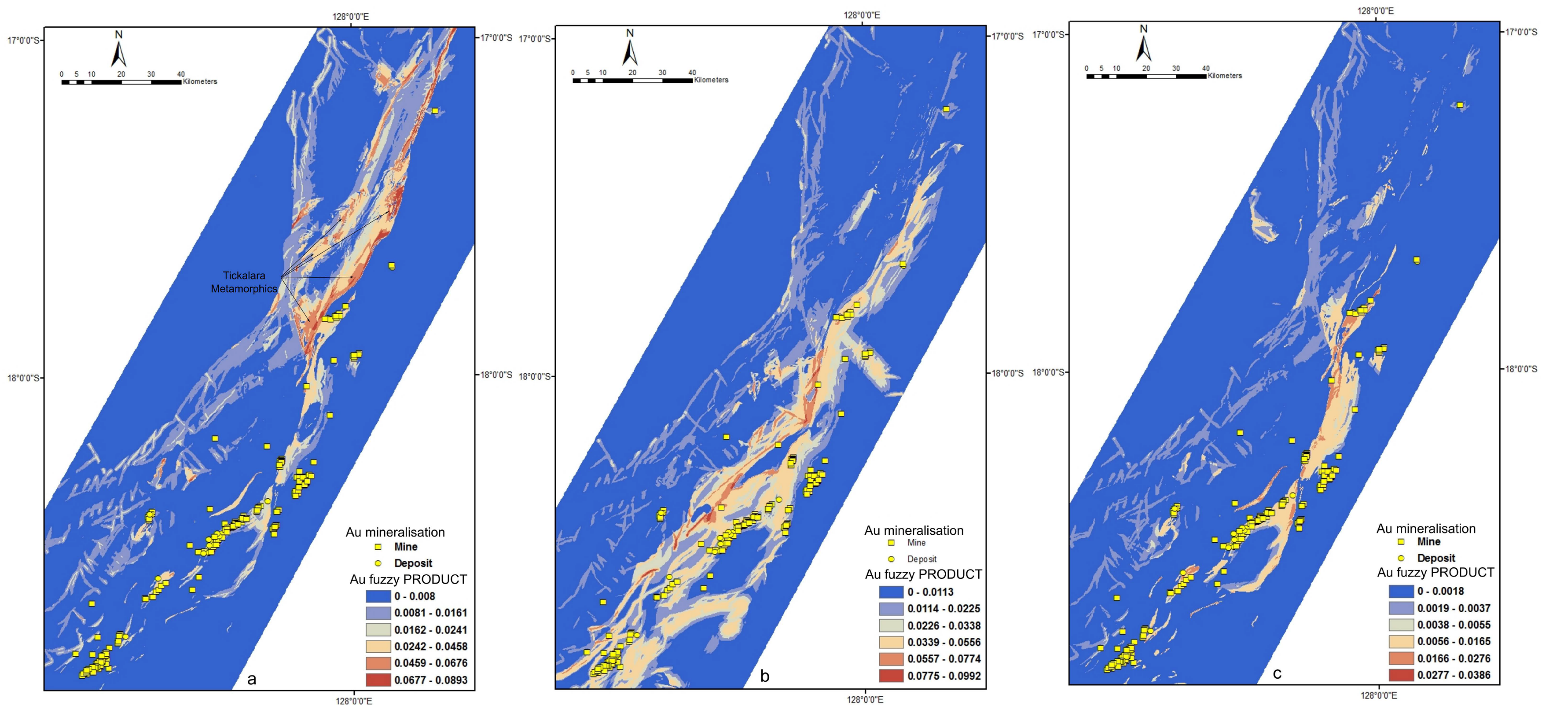 128°0'0"E
17°0'0"S
17°0'0"S
N
0 5 10 20 30 40
Kilometers
Tickalara
Metamorphics
18°0'0"S
18°0'0"S
Au mineralisation
Mine
Deposit
Au fuzzy PRODUCT
0 - 0.008
0.0081 - 0.0161
0.0162 - 0.0241
0.0242 - 0.0458
0.0459 - 0.0676
0.0677 - 0.0893
a
128°0'0"E
128°0'0"E
17°0'0"S
17°0'0"S
N
0 5 10 20 30 40
Kilometers
18°0'0"S
18°0'0"S
Au mineralisation
Mine
Deposit
Au fuzzy PRODUCT
0 - 0.0113
0.0114 - 0.0225
0.0226 - 0.0338
0.0339 - 0.0556
0.0557 - 0.0774
0.0775 - 0.0992
b
128°0'0"E
128°0'0"E
17°0'0"S
17°0'0"S
N
0 5 10 20 30 40
Kilometers
18°0'0"S
18°0'0"S
Au mineralisation
Mine
Deposit
Au fuzzy PRODUCT
0 - 0.0018
0.0019 - 0.0037
0.0038 - 0.0055
0.0056 - 0.0165
0.0166 - 0.0276
0.0277 - 0.0386
c
128°0'0"E